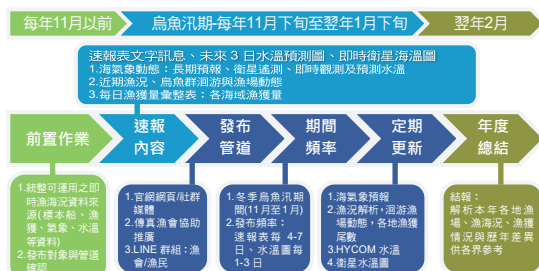 每年11月以前
烏魚汛期-每年11月下旬至翌年1月下旬
翌年2月
速報表文字訊息、未來3日水溫預測圖、即時衛星海溫圖
1.海氣象動態：長期預報、衛星遙測、即時觀測及預測水溫
2.近期漁況、烏魚群洄游與漁場動態
3.每日漁獲量彙整表：各海域漁獲量
前置作業
速報
內容
發布
管道
期間
頻率
定期
更新
年度
總結
1.統整可運用之即
時漁海況資料來
源(標本船、漁
獲、氣象、水溫
等資料)
2.發布對象與管道
確認
1.官網網頁/社群
媒體
2.傳真漁會協助
推廣
3.LINE 群組：漁
會/漁民
1.冬季烏魚汛期
間(11月至1月)
2.發布頻率：
速報表每 4-7
日、水溫圖每
1-3 日
1.海氣象預報
2.漁況解析，洄游漁
場動態，各地漁獲
尾數
3.HYCOM 水溫
4.衛星水溫圖
結報：
解析本年各地漁
場、漁海況、漁獲
情況與歷年差異
供各界參考